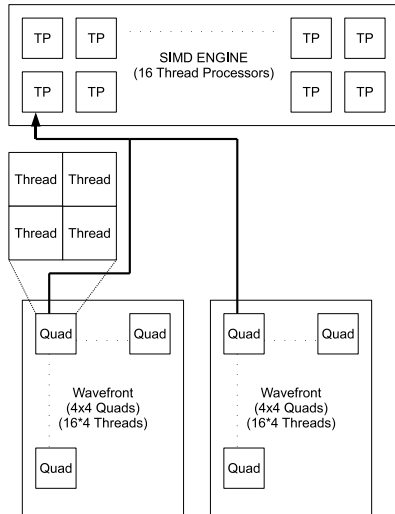 TP TP TP TP
SIMD ENGINE
(16 Thread Processors)
TP TP TP TP
Thread Thread
Thread Thread
Quad Quad
Wavefront
(4x4 Quads)
(16*4 Threads)
Quad
Quad Quad
Wavefront
(4x4 Quads)
(16*4 Threads)
Quad